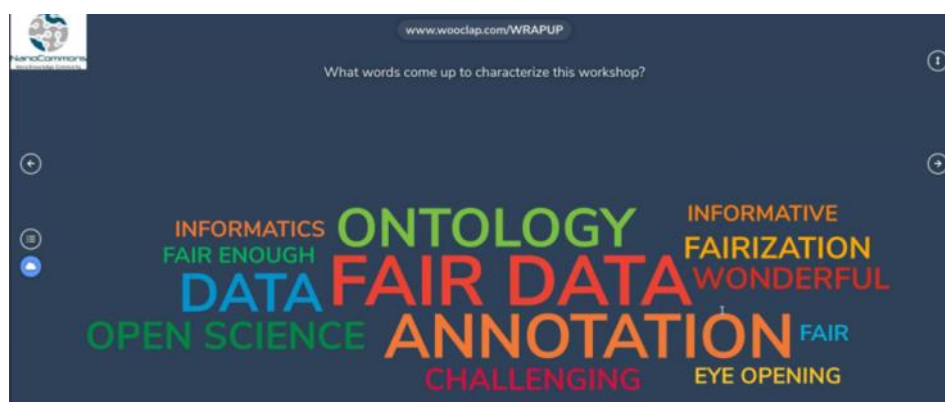 NanoCommons
www.wooclap.com/WRAPUP
What words come up to characterize this workshop?
INFORMATICS
ONTOLOGY
INFORMATIVE
FAIR ENOUGH
FAIRIZATION
DATA
FAIR DATA
WONDERFUL
OPEN SCIENCE
ANNOTATION
FAIR
CHALLENGING
EYE OPENING